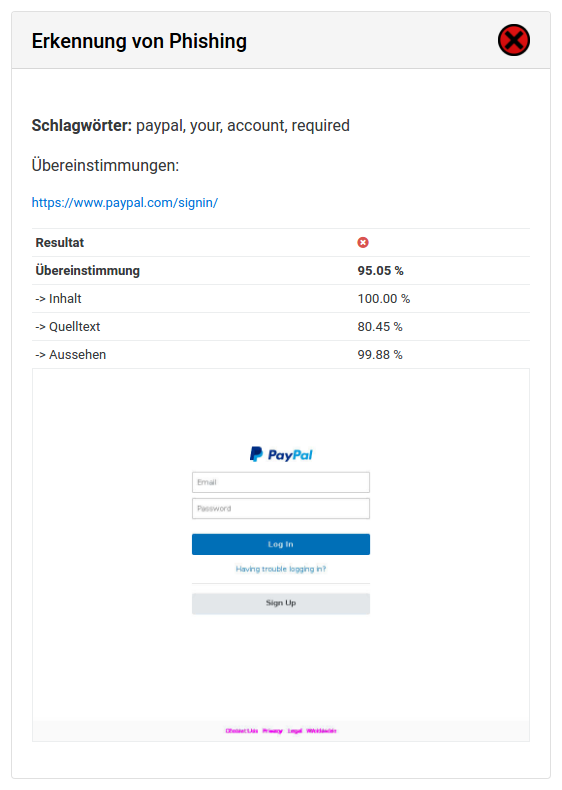 Erkennung von Phishing
Schlagwörter: paypal, your, account, required
Übereinstimmungen:
https://www.paypal.com/signin/
Resultat
Übereinstimmung 95.05 %
-> Inhalt 100.00 %
-> Quelltext 80.45 %
-> Aussehen 99.88 %
PayPal
Email
Password
Log In
Having trouble logging in?
Sign Up
Privacy Legal